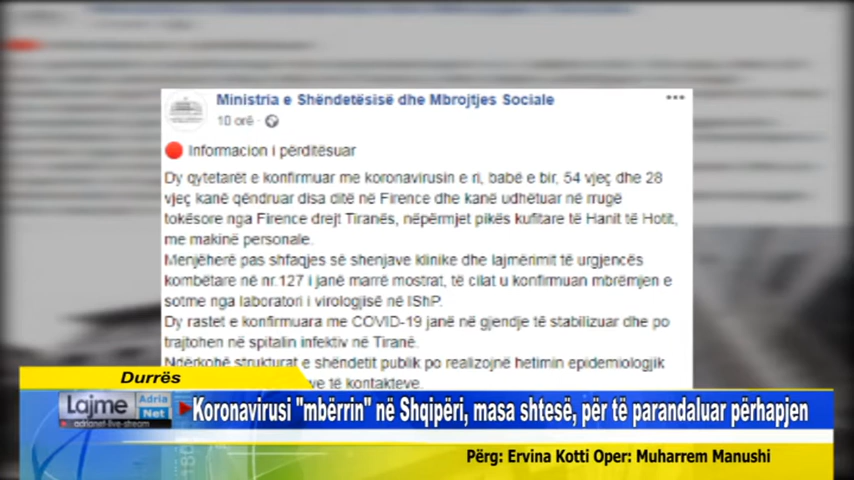 Ministria e Shëndetësisë dhe Mbrojtjes Sociale
10 orë
Informacion i përditësuar
Dy qytetarët e konfirmuar me koronavirusin e ri, babë e bir, 54 vjeç dhe 28
vjeç kanë qëndruar disa ditë në Firence dhe kanë udhëtuar në rrugë
tokësore nga Firence drejt Tiranës, nëpërmjet pikës kufitare të Hanit të Hotit,
me makinë personale.
Menjëherë pas shfaqjes së shenjave klinike dhe lajmërimit të urgjencës
kombëtare në nr.127 i janë marrë mostrat, të cilat u konfirmuan mbrëmjen e
sotme nga laboratori i virologjisë në IShP.
Dy rastet e konfirmuara me COVID-19 janë në gjendje të stabilizuar dhe po
trajtohen në spitalin infektiv në Tiranë.
Ndërkohë strukturat e shëndetit publik po realizojnë hetimin epidemiologjik
të kontakteve.
Durrës
Lajme Adria Net
adrianet-live-stream
Koronavirusi "mbërrin" në Shqipëri, masa shtesë, për të parandaluar përhapjen
Përg: Ervina Kotti Oper: Muharrem Manushi